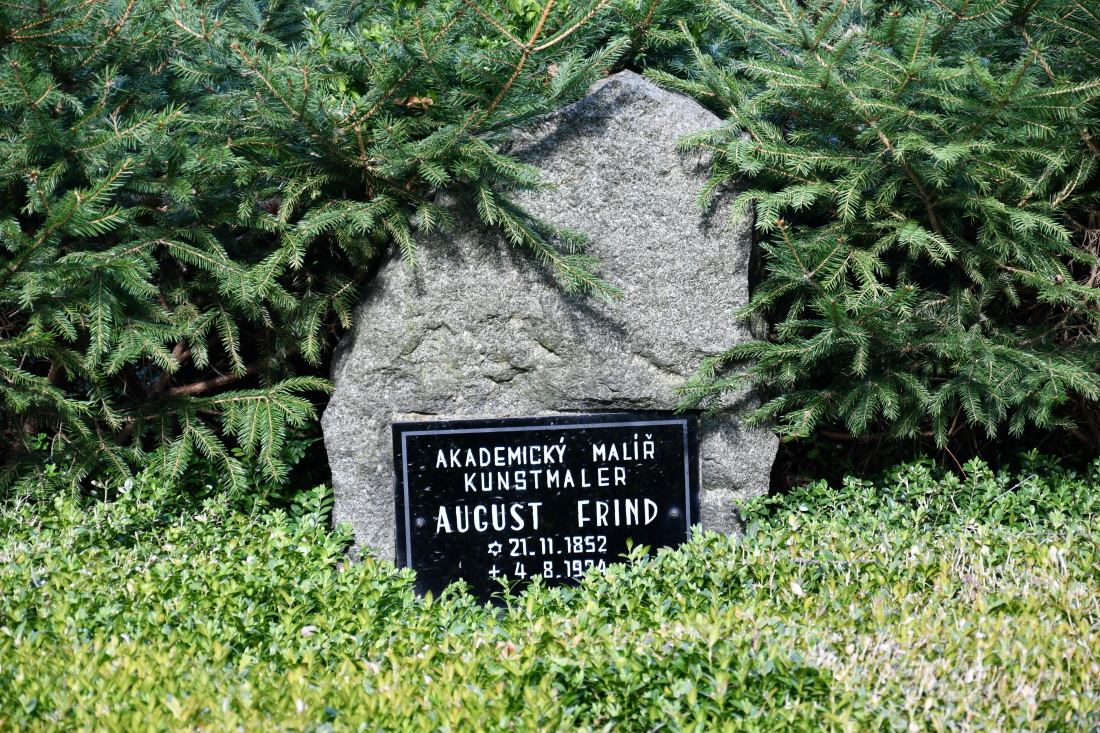 AKADEMICKÝ MALÍŘ
KUNSTMALER
AUGUST FRIND
✡ 21.11.1852
+ 4.8.1924